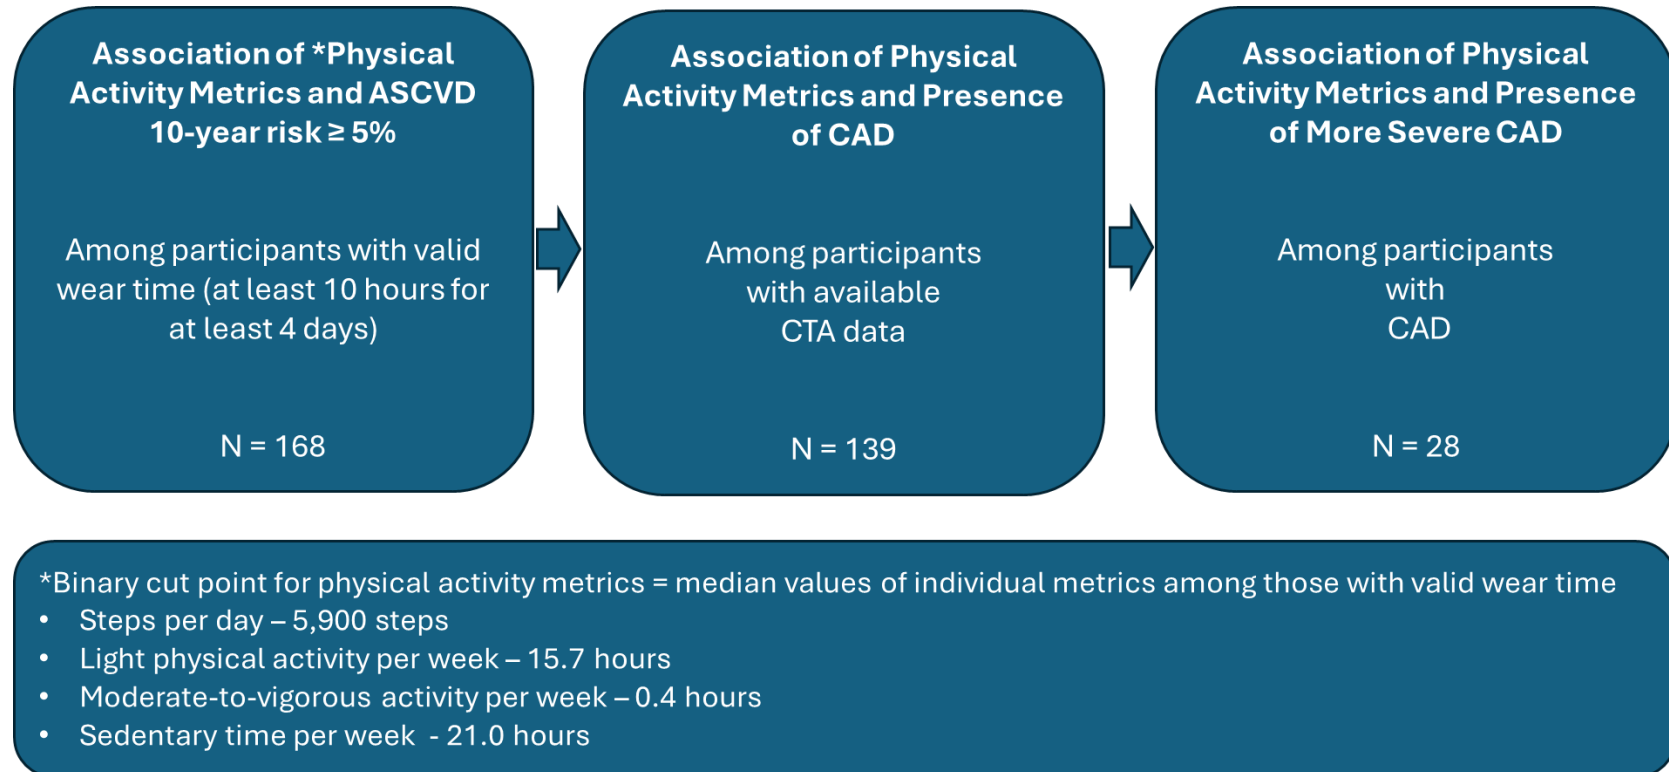 Association of *Physical
Activity Metrics and ASCVD
10-year risk ≥ 5%
Among participants with valid
wear time (at least 10 hours for
at least 4 days)
N = 168
Association of Physical
Activity Metrics and Presence
of CAD
Among participants
with available
CTA data
N = 139
Association of Physical
Activity Metrics and Presence
of More Severe CAD
Among participants
with
CAD
N = 28
*Binary cut point for physical activity metrics = median values of individual metrics among those with valid wear time
• Steps per day – 5,900 steps
• Light physical activity per week – 15.7 hours
• Moderate-to-vigorous activity per week – 0.4 hours
• Sedentary time per week - 21.0 hours